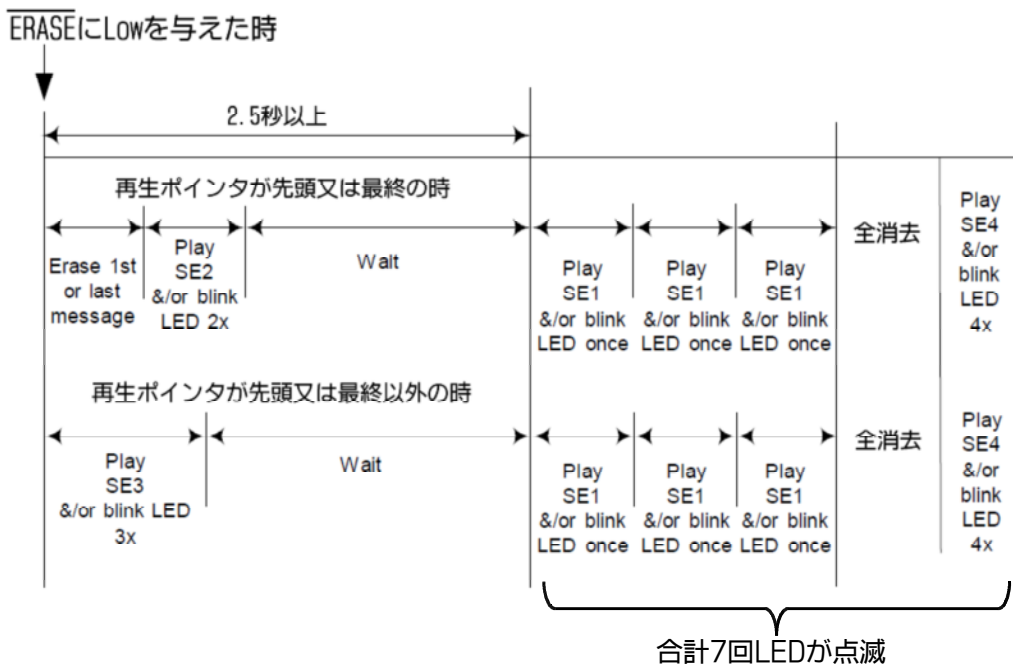 ERASEにLowを与えた時
2.5秒以上
再生ポインタが先頭又は最終の時
Erase 1st
or last
message
Play
SE2
&/or blink
LED 2x
Wait
Play
SE1
&/or blink
LED once
Play
SE1
&/or blink
LED once
Play
SE1
&/or blink
LED once
全消去
Play
SE4
&/or
blink
LED
4x
再生ポインタが先頭又は最終以外の時
Play
SE3
&/or blink LED
3x
Wait
Play
SE1
&/or blink
LED once
Play
SE1
&/or blink
LED once
Play
SE1
&/or blink
LED once
全消去
Play
SE4
&/or
blink
LED
4x
合計7回LEDが点滅